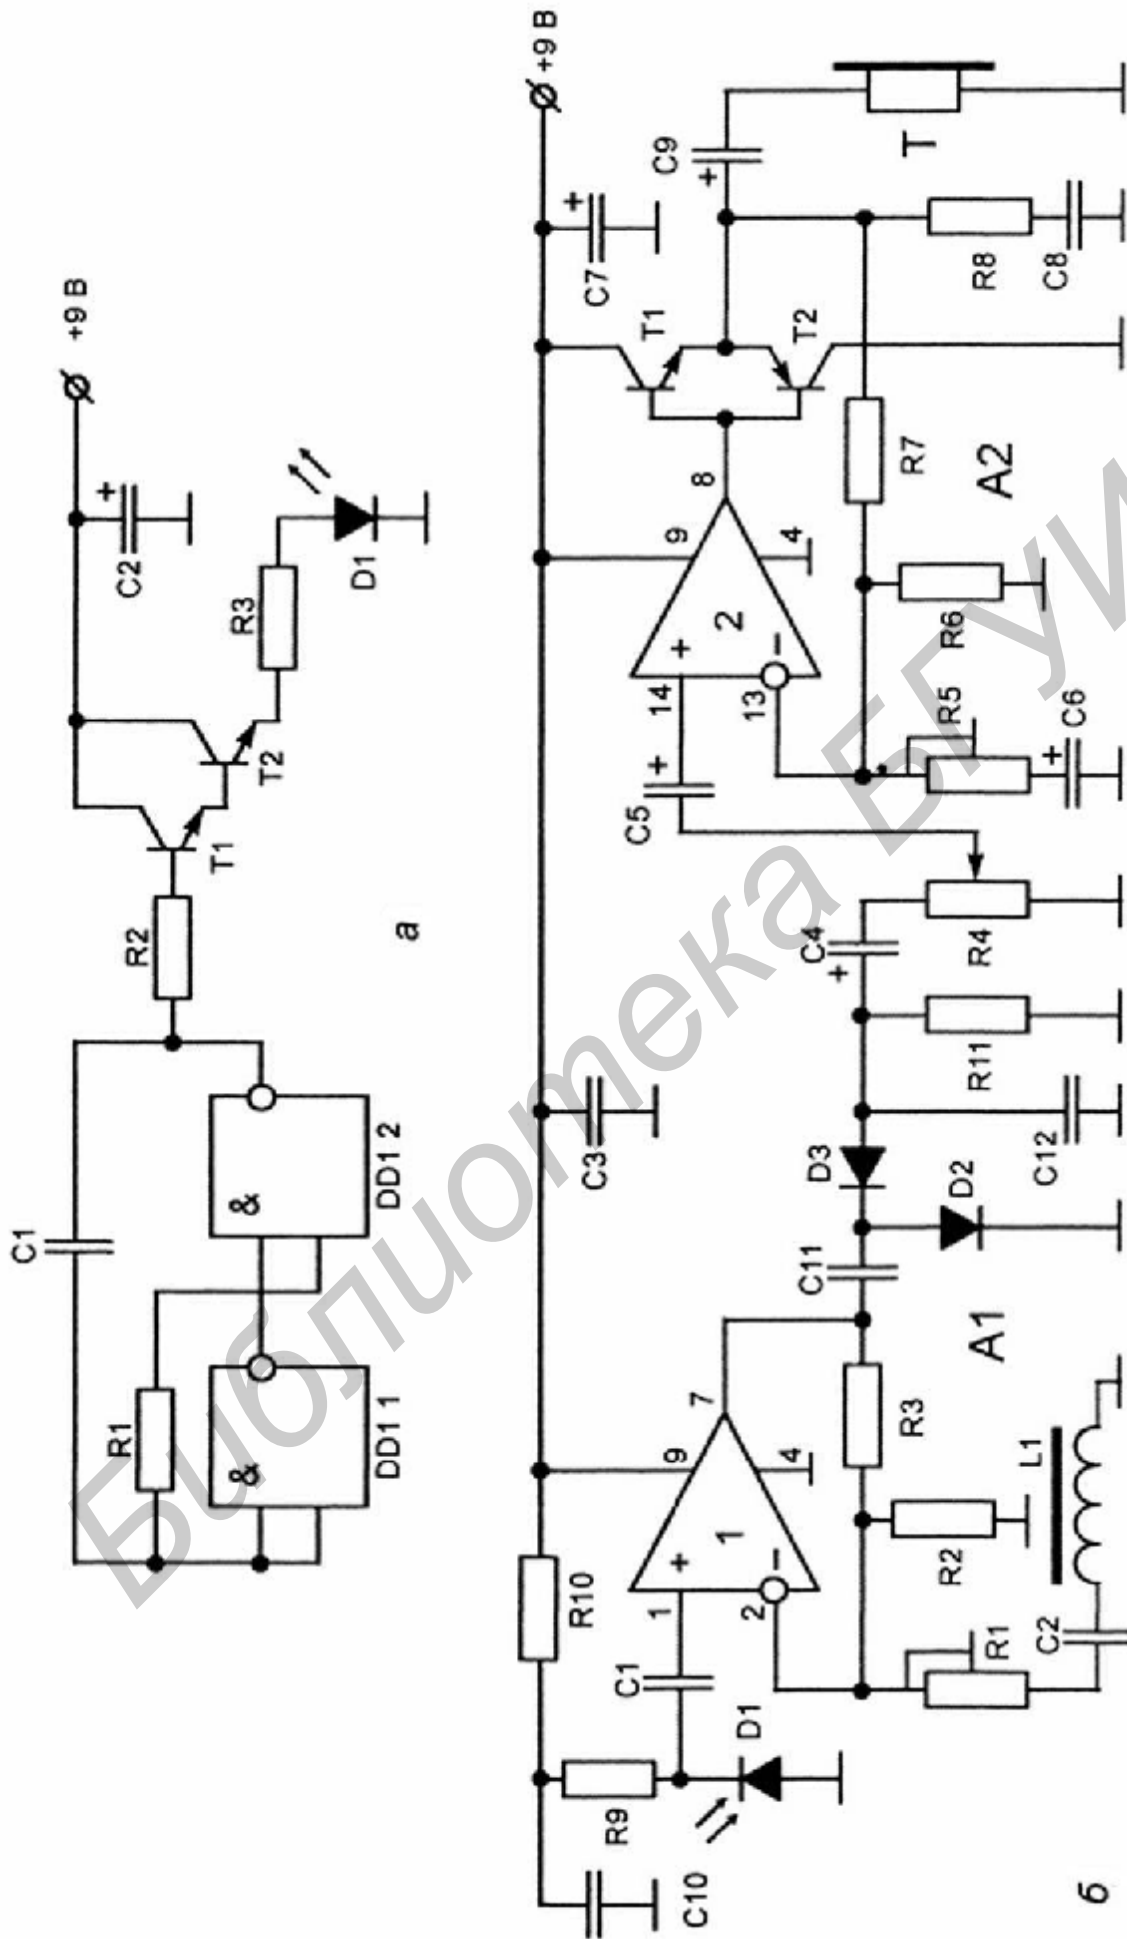 C1
+9 В
R1
R2
C2
+
&
&
T1
T2
R3
D1
DD1 1
DD1 2
а
+9 В
R10
C3
C7
+
R9
C10
D1
C1
1
2
+
−
1
9
7
4
R3
R2
R1
C2
L1
A1
C11
D3
D2
C12
R11
C4
+
R4
C5
+
14
13
+
−
2
9
8
4
T1
T2
C9
+
T
R7
R6
R5
C6
+
R8
C8
A2
б
Библиотека БГУИ